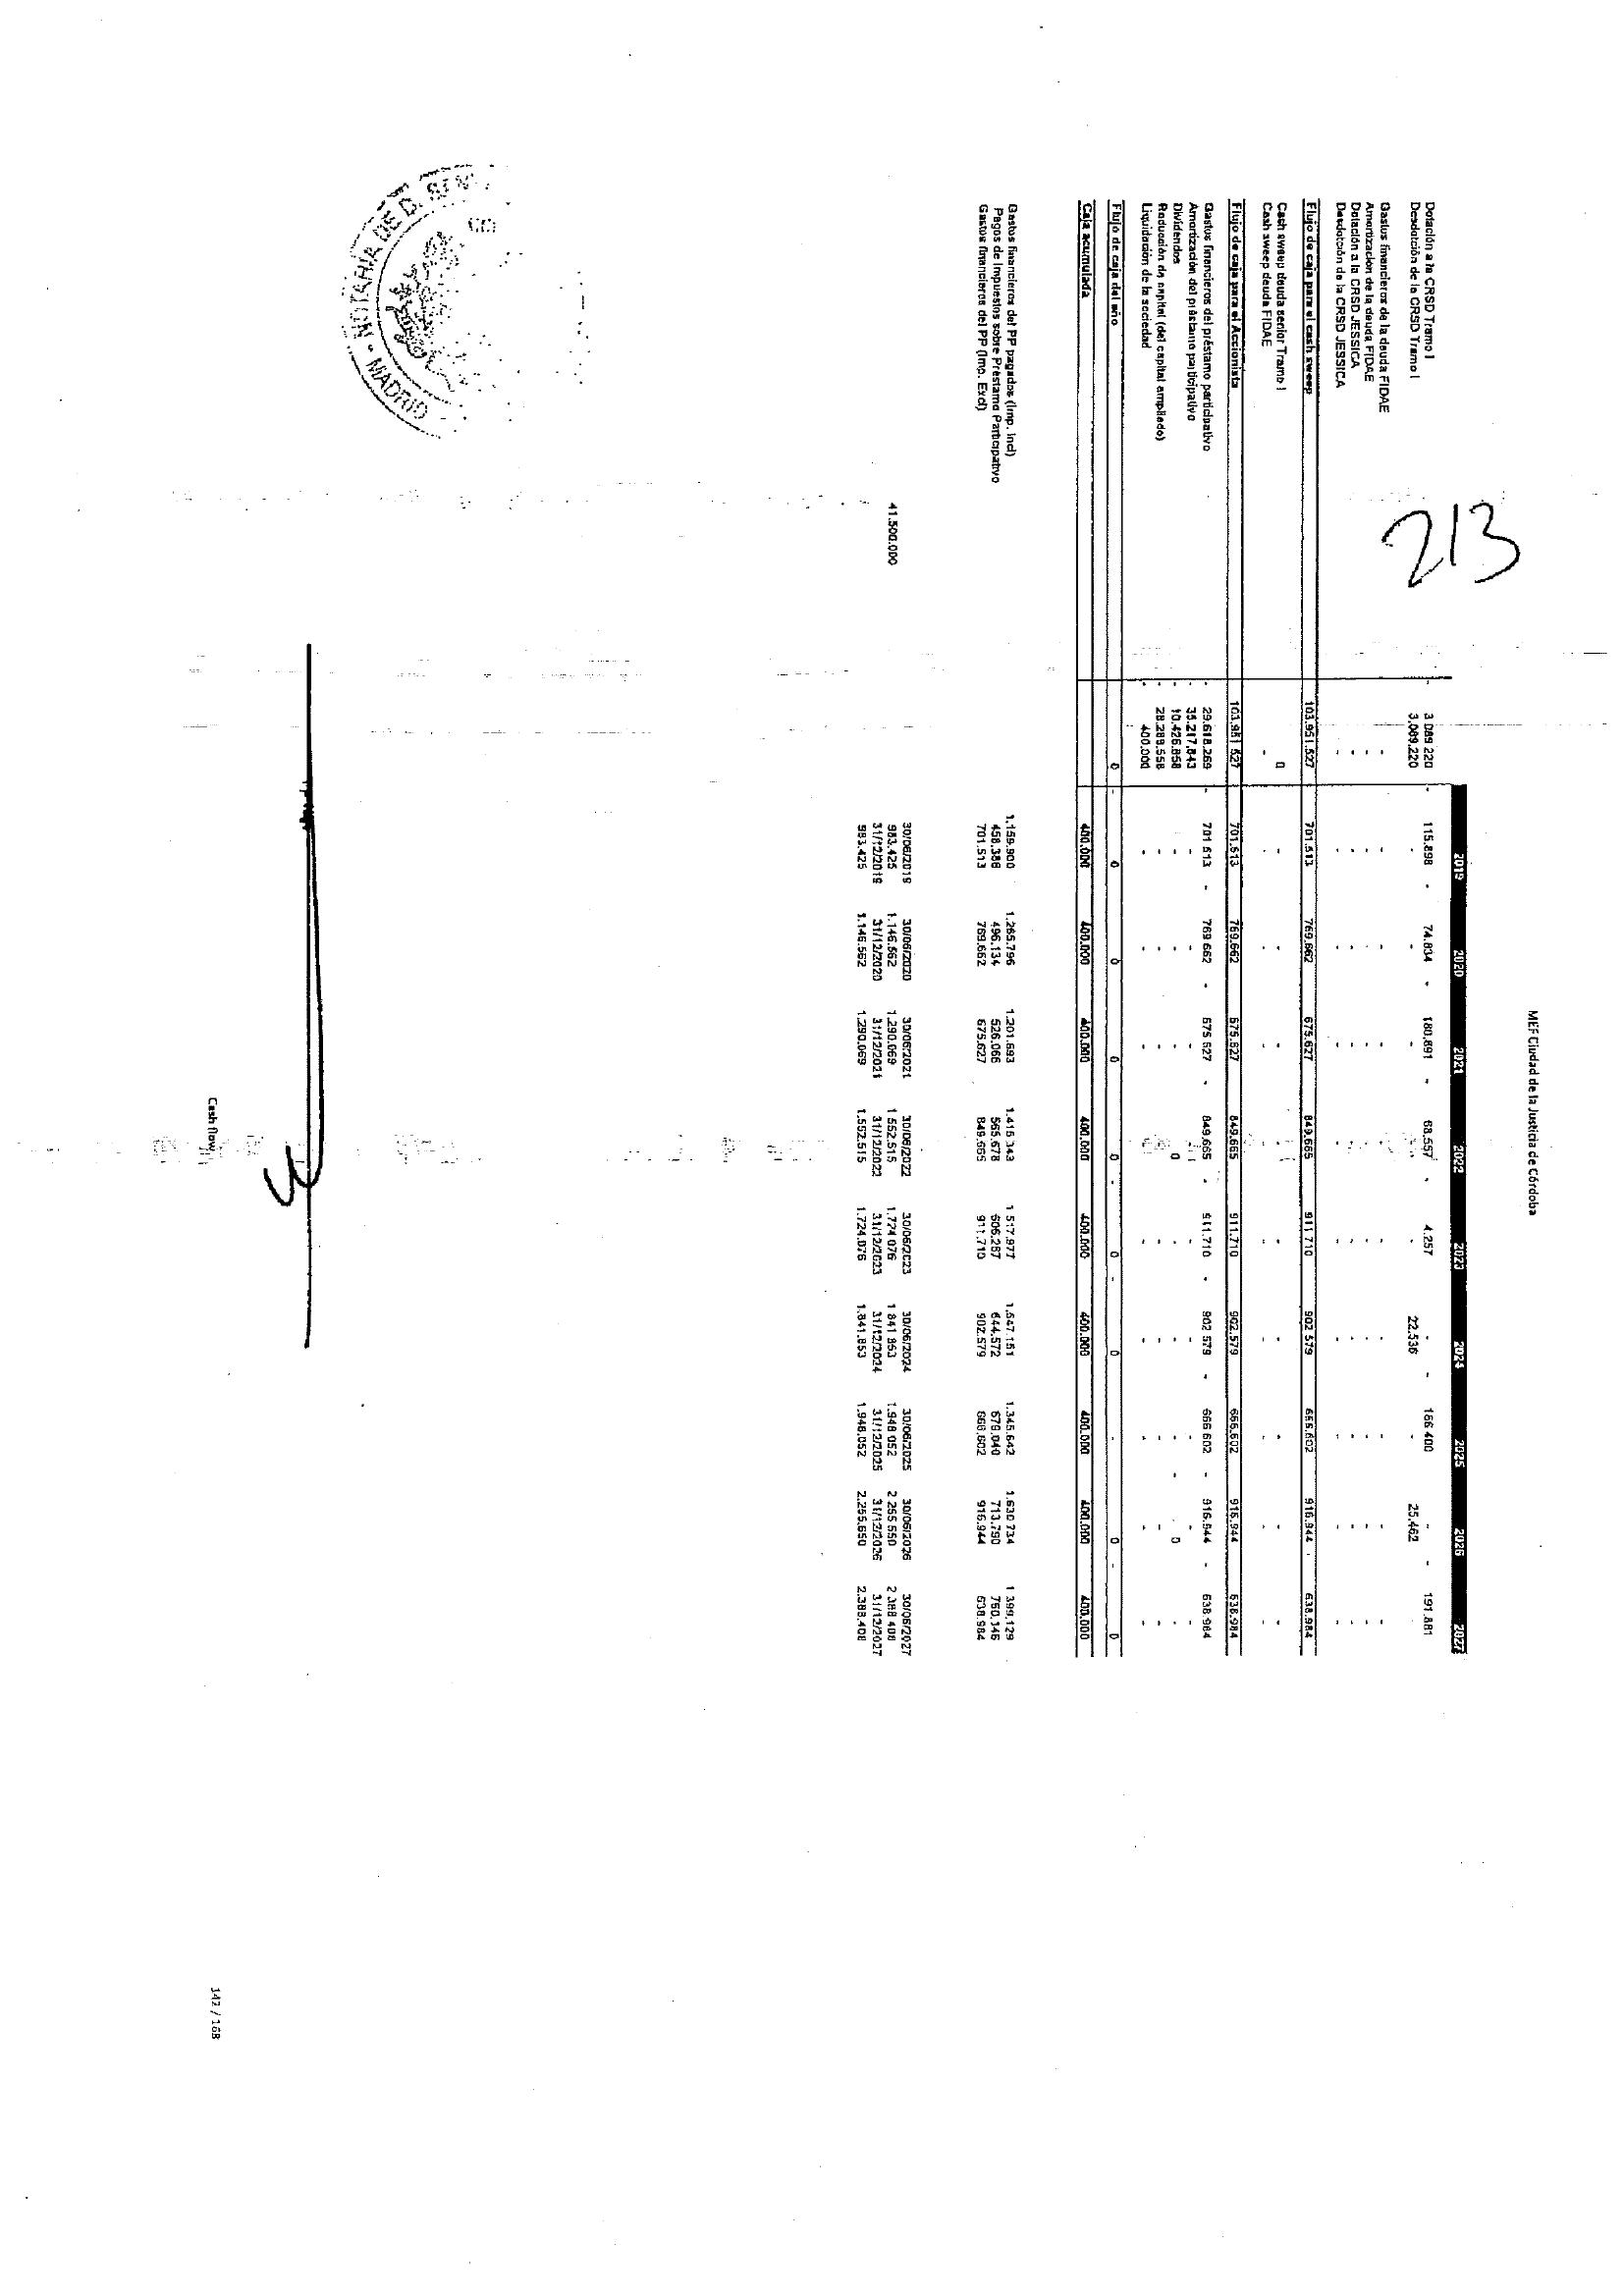 213
MEF Ciudad de la Justicia de Córdoba
2019 2020 2021 2022 2023 2024 2025 2026 2027
Dotación a la CRSD Tramo I - 3.089.220 - 115.898 - 74.834 - 180.891 - 68.557 - 4.257 - - 186.400 - - 191.881
Desdotación de la CRSD Tramo I 3.089.220 - - - - - 22.536 - 25.462
Gastos financieros de la deuda FIDAE - - - - - - - - - -
Amortización de la deuda FIDAE - - - - - - - - - -
Dotación a la CRSD JESSICA - - - - - - - - - -
Desdotación de la CRSD JESSICA - - - - - - - - - -
Flujo de caja para el cash sweep 103.951.527 701.513 769.662 675.627 849.665 911.710 902.579 666.602 916.944 638.984
Cash sweep deuda senior Tramo I 0 - - - - - - - - -
Cash sweep deuda FIDAE - - - - - - - - - -
Flujo de caja para el Accionista 103.951.527 701.513 769.662 675.627 849.665 911.710 902.579 666.602 916.944 638.984
Gastos financieros del préstamo participativo - 29.618.269 - 701.513 - 769.662 - 675.627 - 849.665 - 911.710 - 902.579 - 666.602 - 916.944 - 638.984
Amortización del préstamo participativo - 35.217.843 - - - - - - - - -
Dividendos - 10.426.858 - - - 0 - - - - 0 -
Reducción de capital (del capital ampliado) - 28.288.558 - - - - - - - - -
Liquidación de la sociedad - 400.000 - - - - - - - - -
Flujo de caja del año 0 - 0 0 0 0 - 0 - 0 - 0 - 0
Caja acumulada 400.000 400.000 400.000 400.000 400.000 400.000 400.000 400.000 400.000
Gastos financieros del PP pagados (Imp. Incl) 1.159.900 1.265.796 1.201.693 1.415.343 1.517.977 1.547.151 1.345.642 1.630.734 1.399.129
Pagos de Impuestos sobre Préstamo Participativo 458.386 496.134 526.066 565.678 606.267 644.572 679.040 713.790 760.146
Gastos financieros del PP (Imp. Excl) 701.513 769.662 675.627 849.665 911.710 902.579 666.602 916.944 638.984
30/06/2019 30/06/2020 30/06/2021 30/06/2022 30/06/2023 30/06/2024 30/06/2025 30/06/2026 30/06/2027
41.500.000 983.425 1.146.562 1.290.069 1.552.515 1.724.076 1.841.853 1.948.052 2.255.550 2.388.408
31/12/2019 31/12/2020 31/12/2021 31/12/2022 31/12/2023 31/12/2024 31/12/2025 31/12/2026 31/12/2027
983.425 1.146.562 1.290.069 1.552.515 1.724.076 1.841.853 1.948.052 2.255.550 2.388.408
NOTARIA DE D.
MADRID
Cash flow
142 / 168